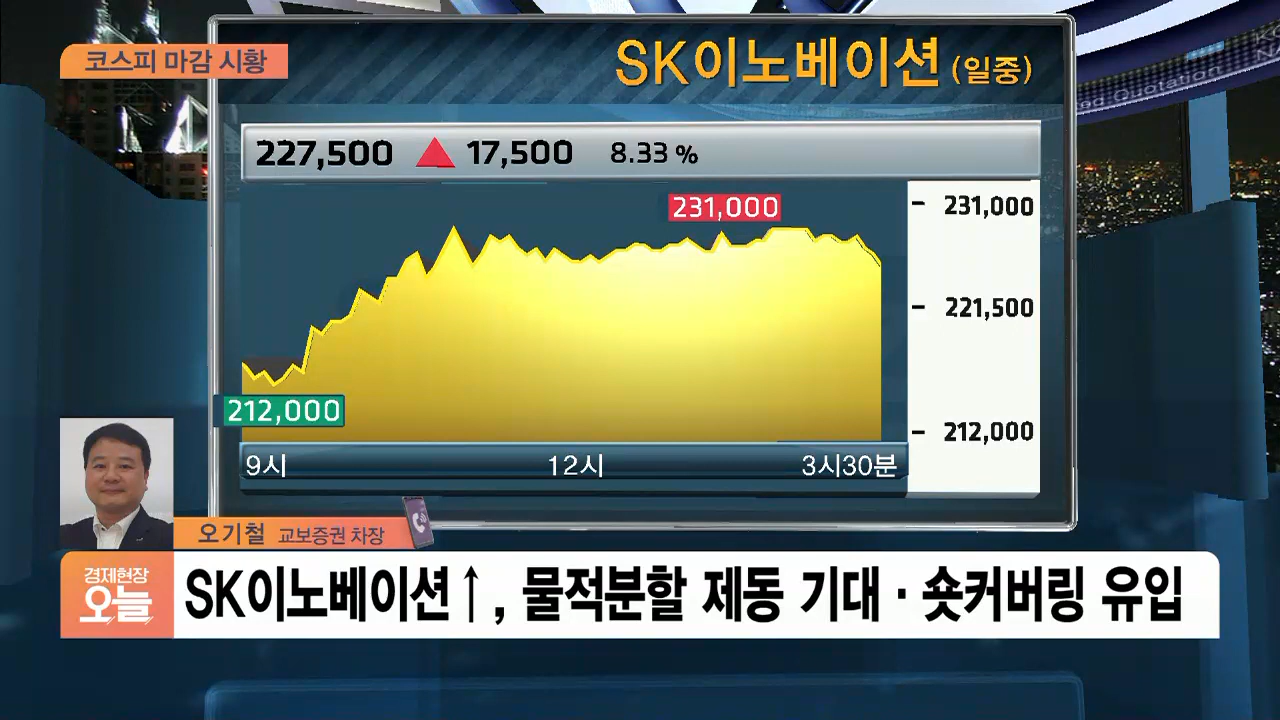 코스피 마감 시황
SK이노베이션 (일중)
227,500 ▲ 17,500 8.33 %
231,000
231,000
221,500
212,000
212,000
9시 12시 3시30분
오기철 교보증권 차장
경제현장
오늘
SK이노베이션↑, 물적분할 제동 기대·숏커버링 유입